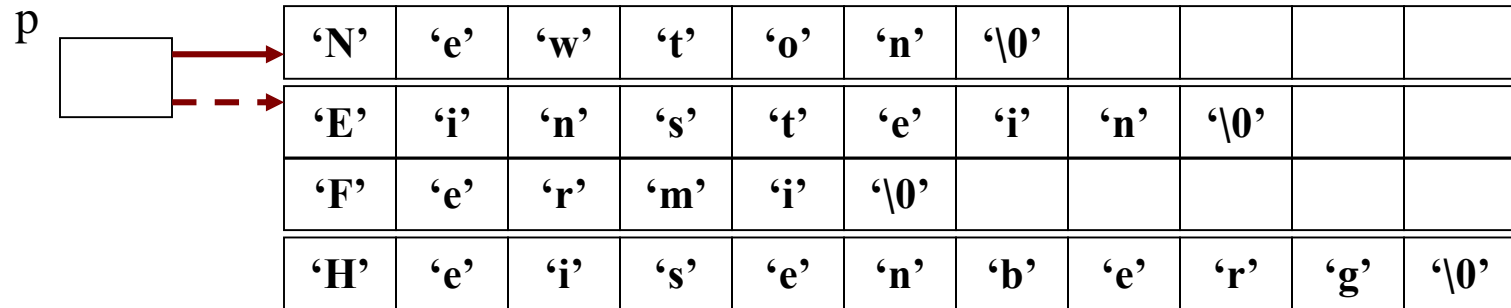 p
‘N’ ‘e’ ‘w’ ‘t’ ‘o’ ‘n’ ‘\0’
‘E’ ‘i’ ‘n’ ‘s’ ‘t’ ‘e’ ‘i’ ‘n’ ‘\0’
‘F’ ‘e’ ‘r’ ‘m’ ‘i’ ‘\0’
‘H’ ‘e’ ‘i’ ‘s’ ‘e’ ‘n’ ‘b’ ‘e’ ‘r’ ‘g’ ‘\0’